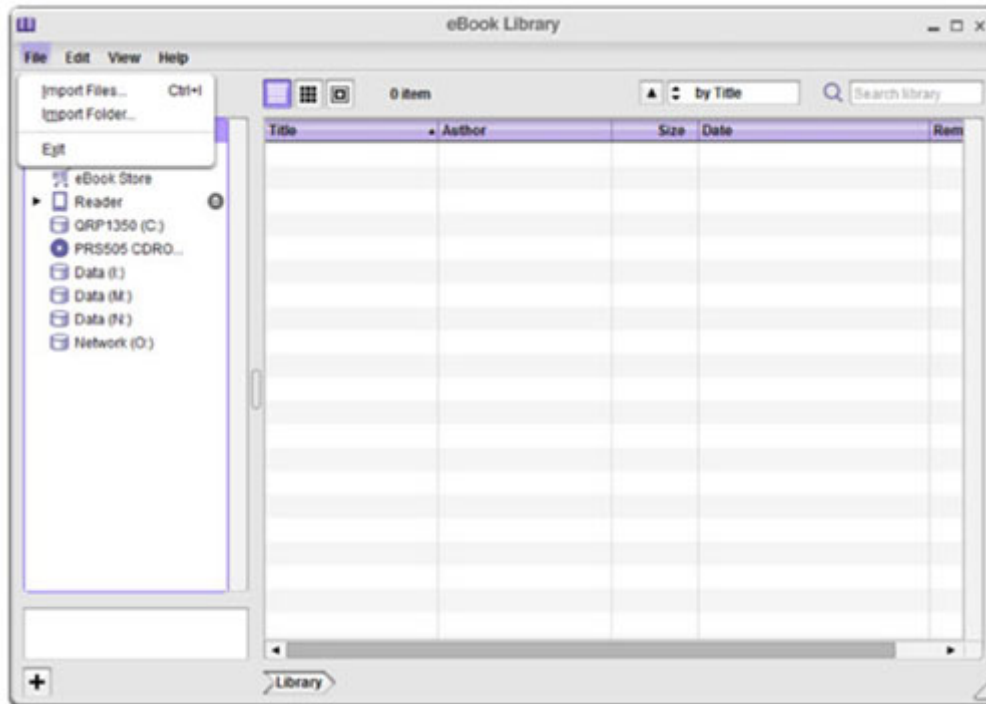 eBook Library
File Edit View Help
Import Files... Ctrl+I
Import Folder...
Exit
0 item
by Title
Search library
Title Author Size Date Rem
eBook Store
Reader
QRP1350 (C:)
PRS505 CDRO...
Data (I:)
Data (M:)
Data (N:)
Network (O:)
Library